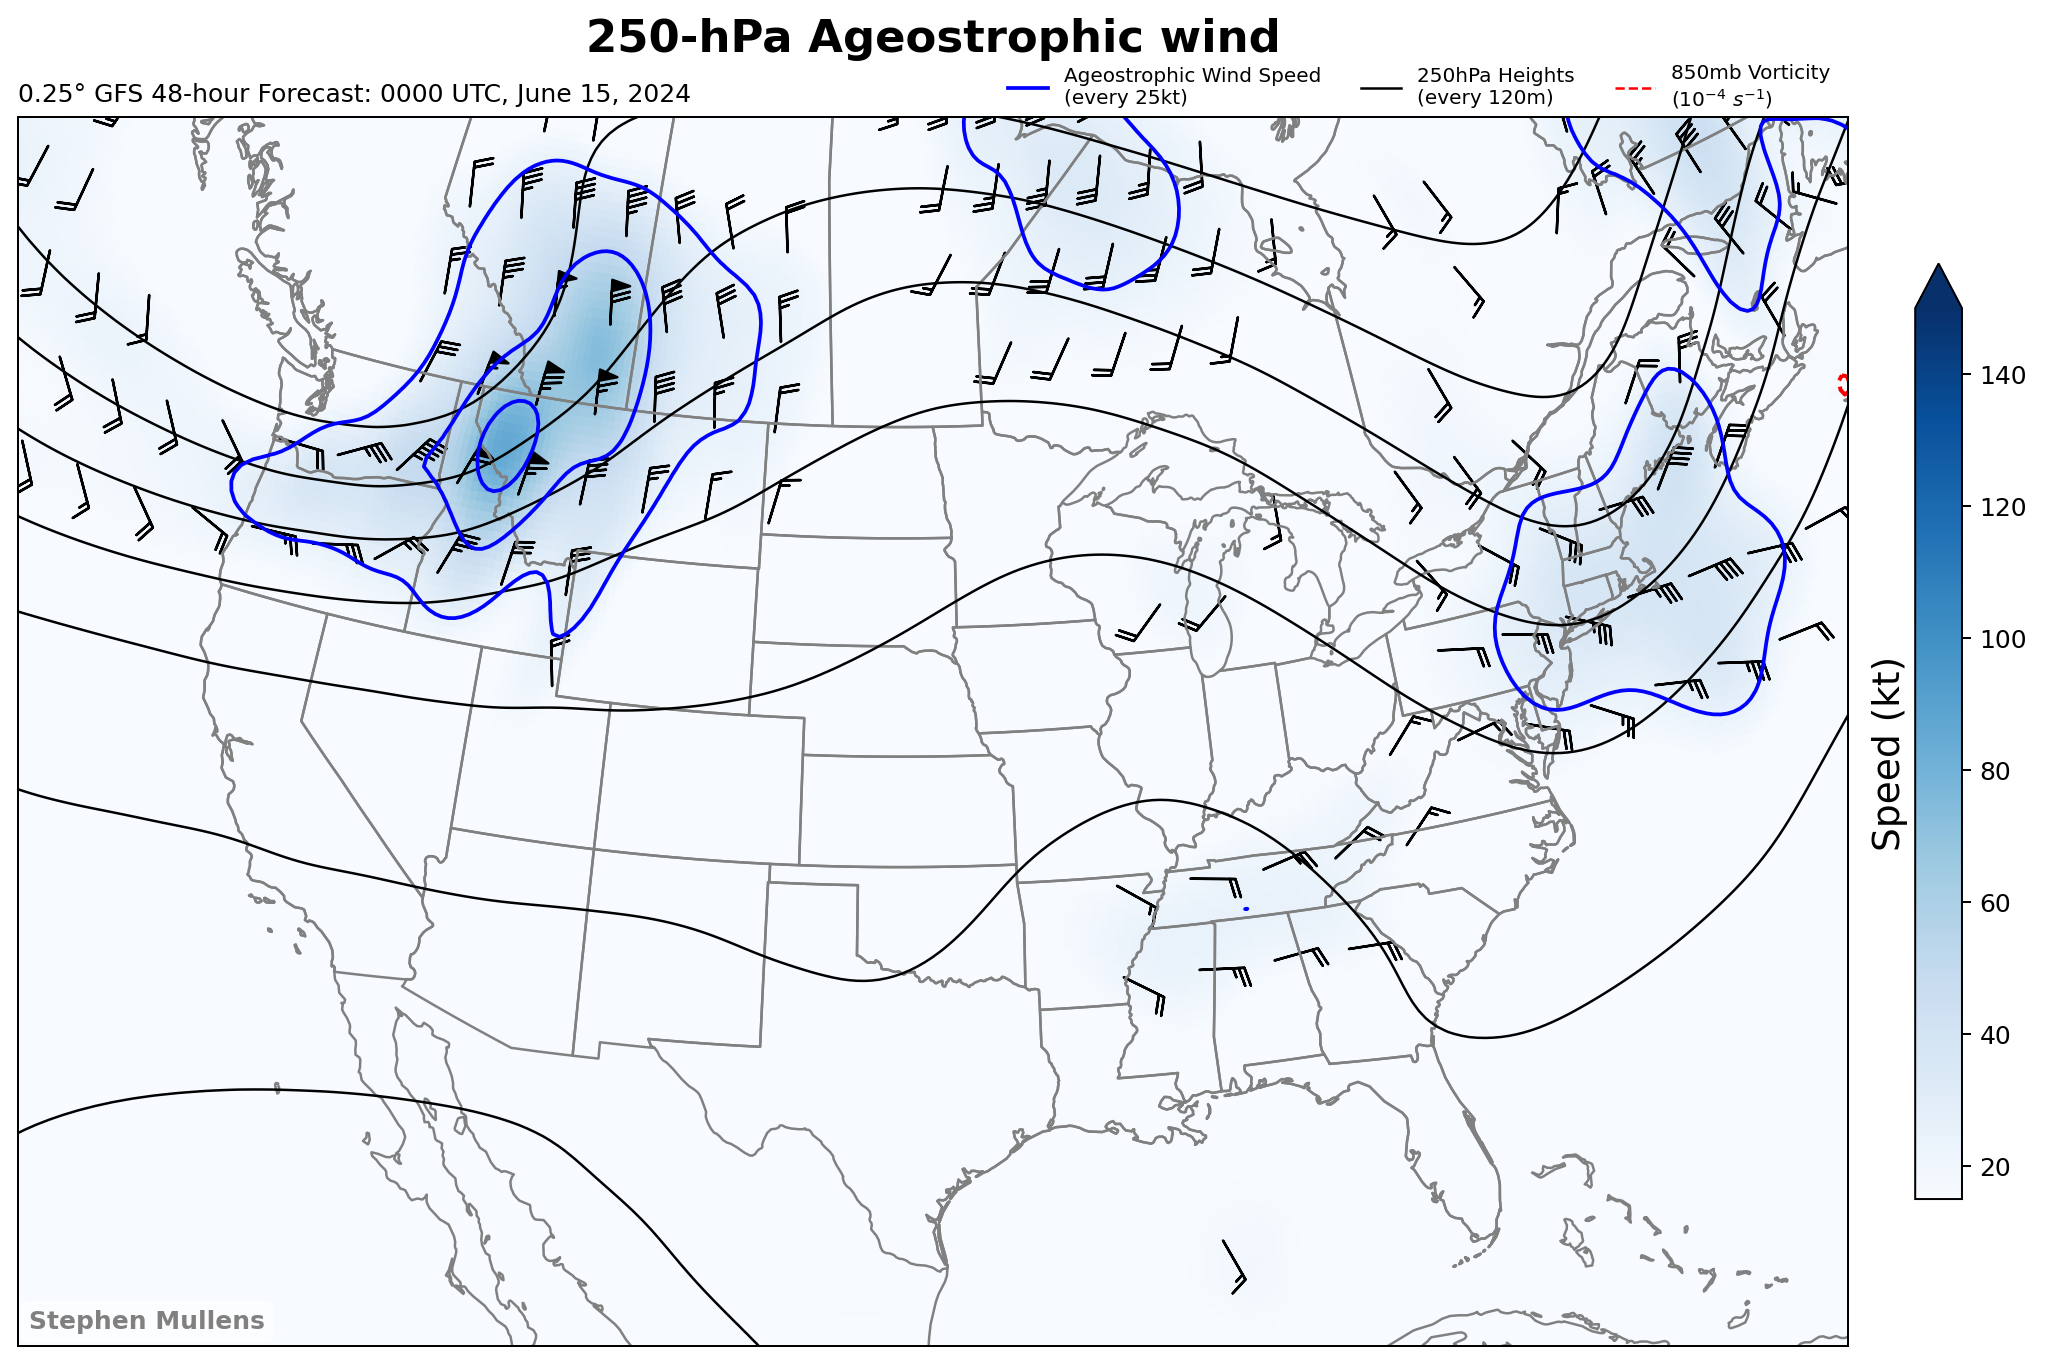 250-hPa Ageostrophic wind
0.25° GFS 48-hour Forecast: 0000 UTC, June 15, 2024
Ageostrophic Wind Speed
(every 25kt)
250hPa Heights
(every 120m)
850mb Vorticity
(10⁻⁴ s⁻¹)
140
120
100
80
60
40
20
Speed (kt)
Stephen Mullens